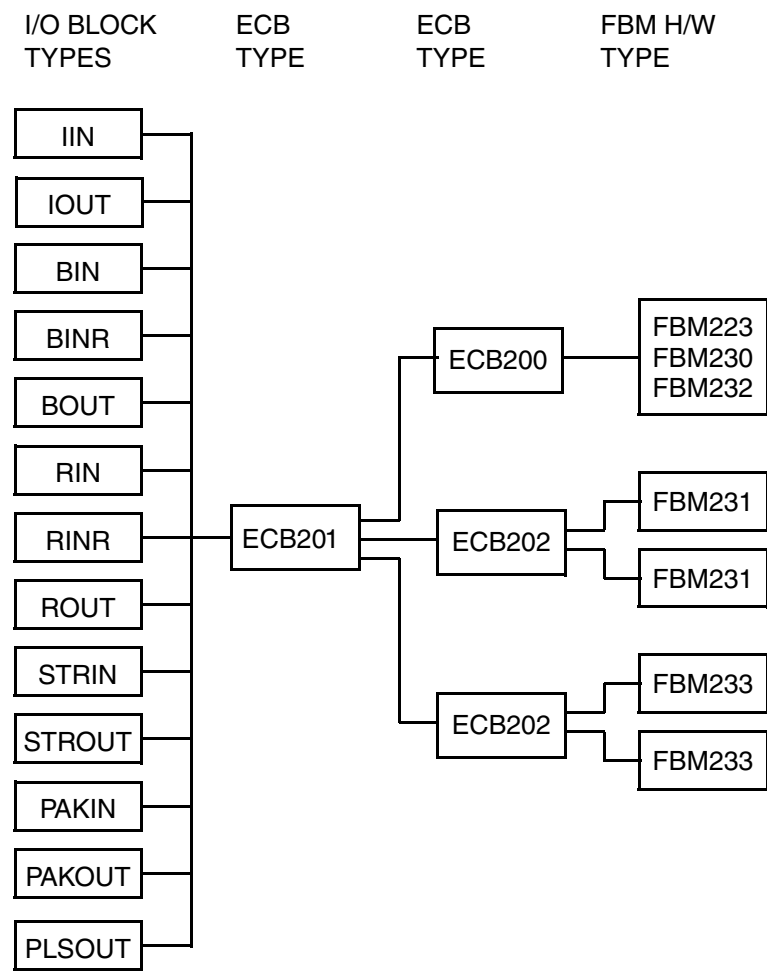 I/O BLOCK
TYPES
ECB
TYPE
ECB
TYPE
FBM H/W
TYPE
IIN
IOUT
BIN
BINR
BOUT
RIN
RINR
ROUT
STRIN
STROUT
PAKIN
PAKOUT
PLSOUT
ECB201
ECB200
ECB202
ECB202
FBM223
FBM230
FBM232
FBM231
FBM231
FBM233
FBM233